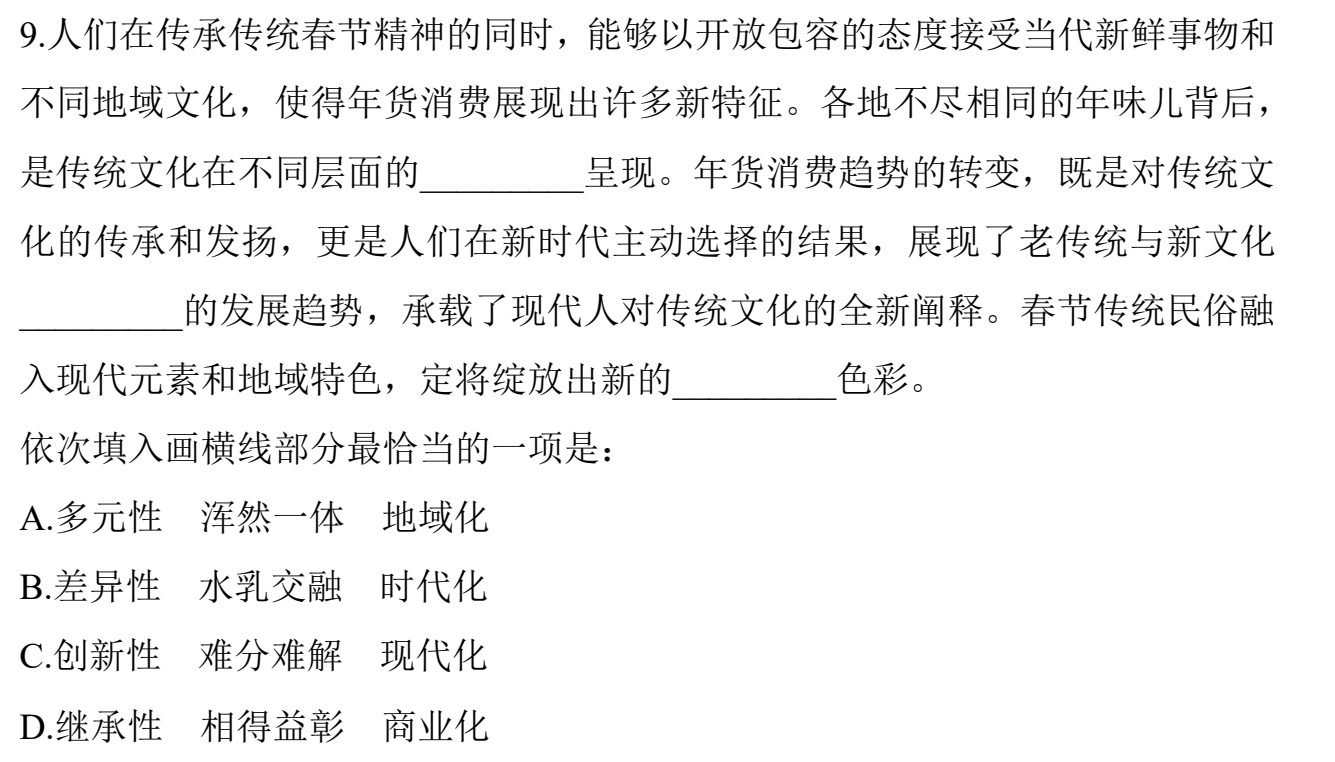 9.人们在传承传统春节精神的同时，能够以开放包容的态度接受当代新鲜事物和
不同地域文化，使得年货消费展现出许多新特征。各地不尽相同的年味儿背后，
是传统文化在不同层面的_________呈现。年货消费趋势的转变，既是对传统文
化的传承和发扬，更是人们在新时代主动选择的结果，展现了老传统与新文化
_________的发展趋势，承载了现代人对传统文化的全新阐释。春节传统民俗融
入现代元素和地域特色，定将绽放出新的_________色彩。
依次填入画横线部分最恰当的一项是：
A.多元性　浑然一体　地域化
B.差异性　水乳交融　时代化
C.创新性　难分难解　现代化
D.继承性　相得益彰　商业化